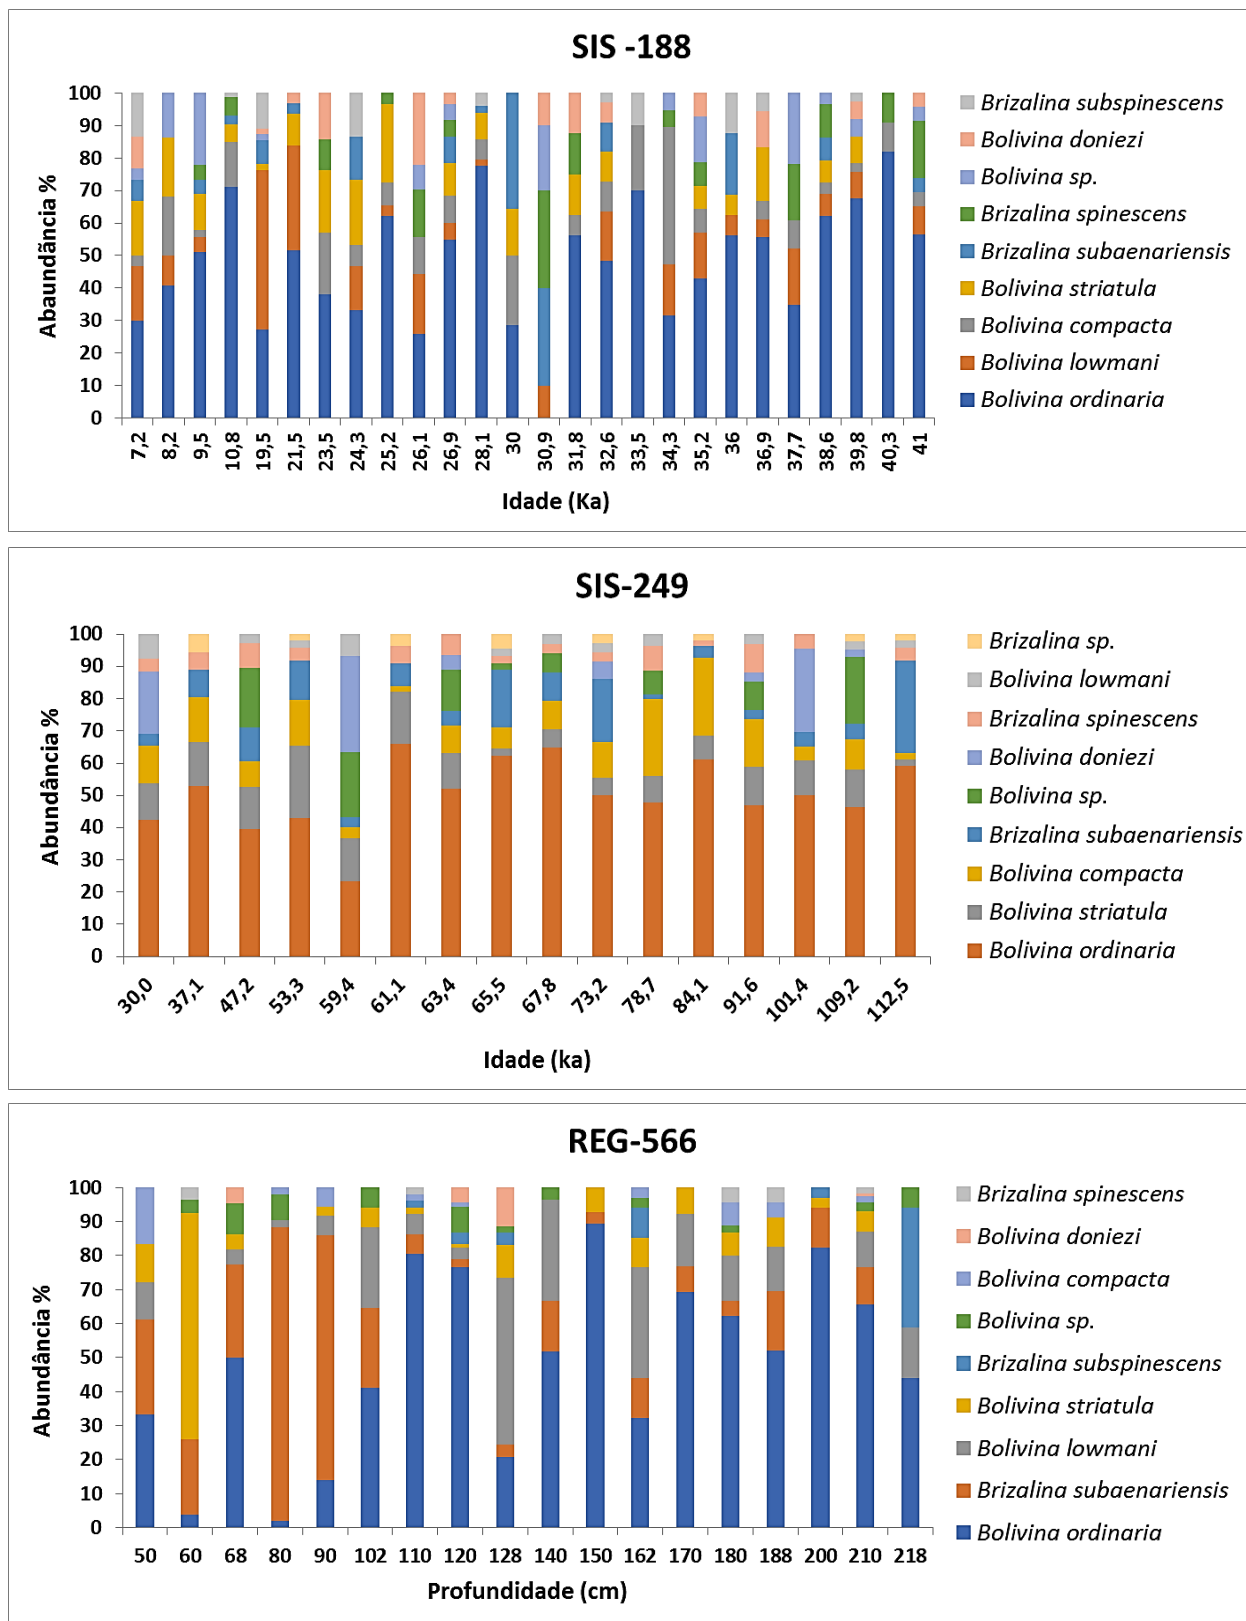 SIS -188
Abaundância %
100
90
80
70
60
50
40
30
20
10
0
7,2 8,2 9,5 10,8 19,5 21,5 23,5 24,3 25,2 26,1 26,9 28,1 30 30,9 31,8 32,6 33,5 34,3 35,2 36 36,9 37,7 38,6 39,8 40,3 41
Idade (Ka)
Brizalina subspinescens
Bolivina doniezi
Bolivina sp.
Brizalina spinescens
Brizalina subaenariensis
Bolivina striatula
Bolivina compacta
Bolivina lowmani
Bolivina ordinaria
SIS-249
Abundância %
100
90
80
70
60
50
40
30
20
10
0
30,0 37,1 47,2 53,3 59,4 61,1 63,4 65,5 67,8 73,2 78,7 84,1 91,6 101,4 109,2 112,5
Idade (ka)
Brizalina sp.
Bolivina lowmani
Brizalina spinescens
Bolivina doniezi
Bolivina sp.
Brizalina subaenariensis
Bolivina compacta
Bolivina striatula
Bolivina ordinaria
REG-566
Abundância %
100
90
80
70
60
50
40
30
20
10
0
50 60 68 80 90 102 110 120 128 140 150 162 170 180 188 200 210 218
Profundidade (cm)
Brizalina spinescens
Bolivina doniezi
Bolivina compacta
Bolivina sp.
Brizalina subspinescens
Bolivina striatula
Bolivina lowmani
Brizalina subaenariensis
Bolivina ordinaria